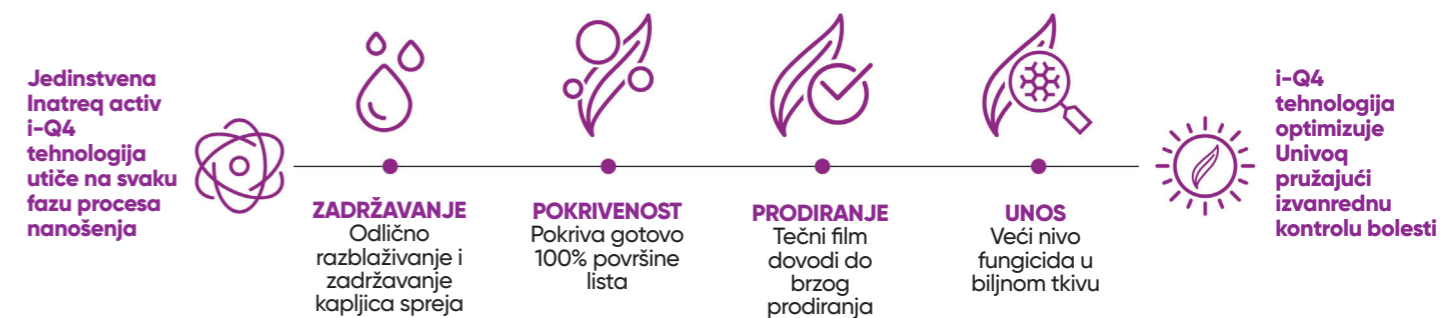 Jedinstvena
Inatreq activ
i-Q4
tehnologija
utiče na svaku
fazu procesa
nanošenja
ZADRŽAVANJE
Odlično
razblaživanje i
zadržavanje
kapljica spreja
POKRIVENOST
Pokriva gotovo
100% površine
lista
PRODIRANJE
Tečni film
dovodi do
brzog
prodiranja
UNOS
Veći nivo
fungicida u
biljnom tkivu
i-Q4
tehnologija
optimizuje
Univoq
pružajući
izvanrednu
kontrolu bolesti